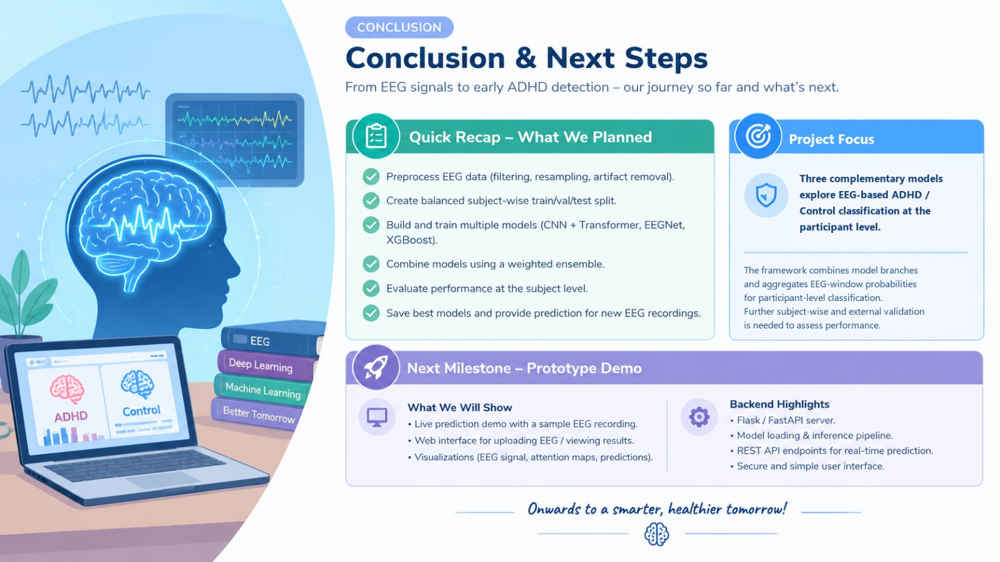 CONCLUSION
Conclusion & Next Steps
From EEG signals to early ADHD detection – our journey so far and what's next.
Quick Recap – What We Planned
Preprocess EEG data (filtering, resampling, artifact removal).
Create balanced subject-wise train/val/test split.
Build and train multiple models (CNN + Transformer, EEGNet,
XGBoost).
Combine models using a weighted ensemble.
Evaluate performance at the subject level.
Save best models and provide prediction for new EEG recordings.
Project Focus
Three complementary models
explore EEG-based ADHD /
Control classification at the
participant level.
The framework combines model branches
and aggregates EEG-window probabilities
for participant-level classification.
Further subject-wise and external validation
is needed to assess performance.
EEG
Deep Learning
Machine Learning
Better Tomorrow
ADHD
Control
Next Milestone – Prototype Demo
What We Will Show
• Live prediction demo with a sample EEG recording.
• Web interface for uploading EEG / viewing results.
• Visualizations (EEG signal, attention maps, predictions).
Backend Highlights
• Flask / FastAPI server.
• Model loading & inference pipeline.
• REST API endpoints for real-time prediction.
• Secure and simple user interface.
Onwards to a smarter, healthier tomorrow!